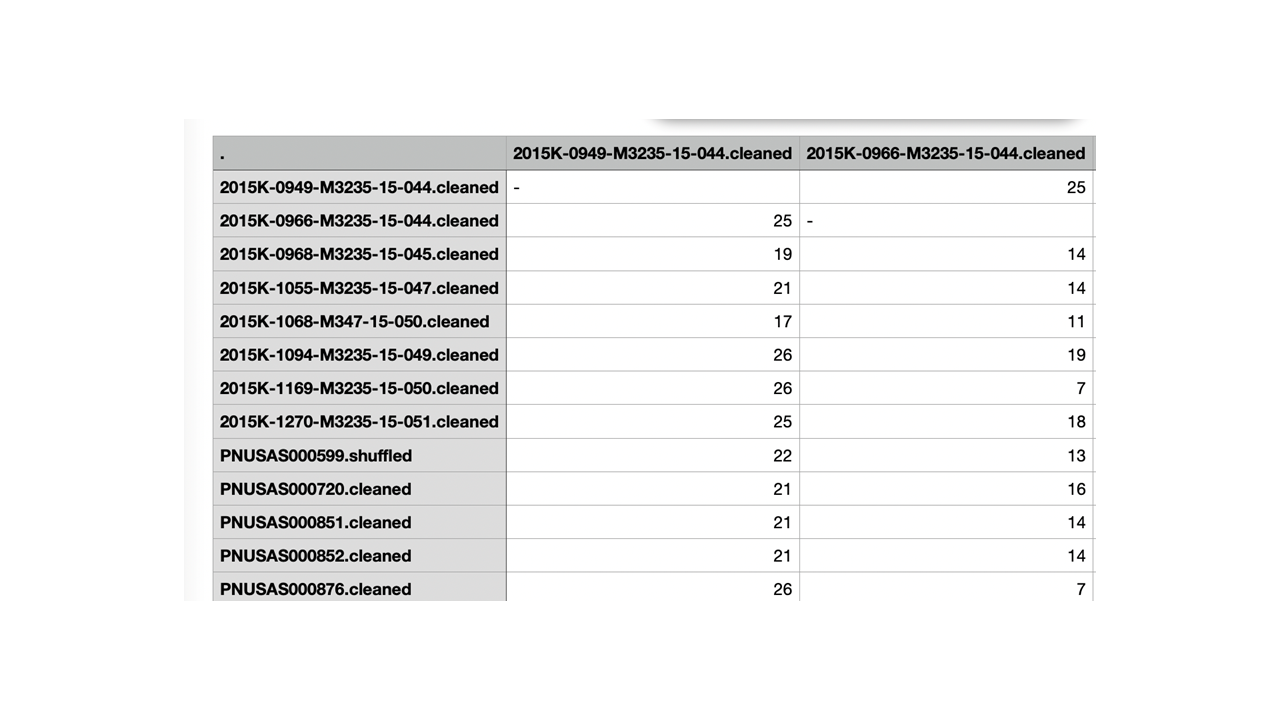 . 2015K-0949-M3235-15-044.cleaned 2015K-0966-M3235-15-044.cleaned
2015K-0949-M3235-15-044.cleaned - 25
2015K-0966-M3235-15-044.cleaned 25 -
2015K-0968-M3235-15-045.cleaned 19 14
2015K-1055-M3235-15-047.cleaned 21 14
2015K-1068-M347-15-050.cleaned 17 11
2015K-1094-M3235-15-049.cleaned 26 19
2015K-1169-M3235-15-050.cleaned 26 7
2015K-1270-M3235-15-051.cleaned 25 18
PNUSAS000599.shuffled 22 13
PNUSAS000720.cleaned 21 16
PNUSAS000851.cleaned 21 14
PNUSAS000852.cleaned 21 14
PNUSAS000876.cleaned 26 7